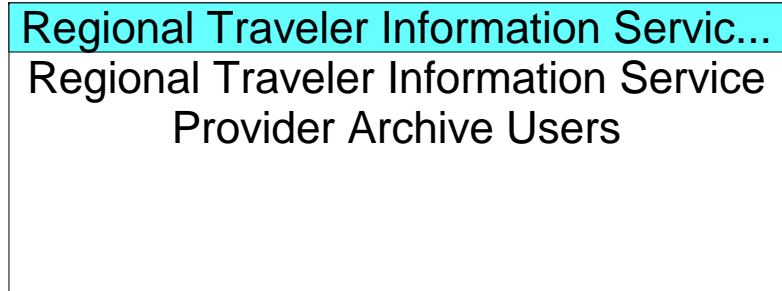 Regional Traveler Information Servic...
Regional Traveler Information Service
Provider Archive Users